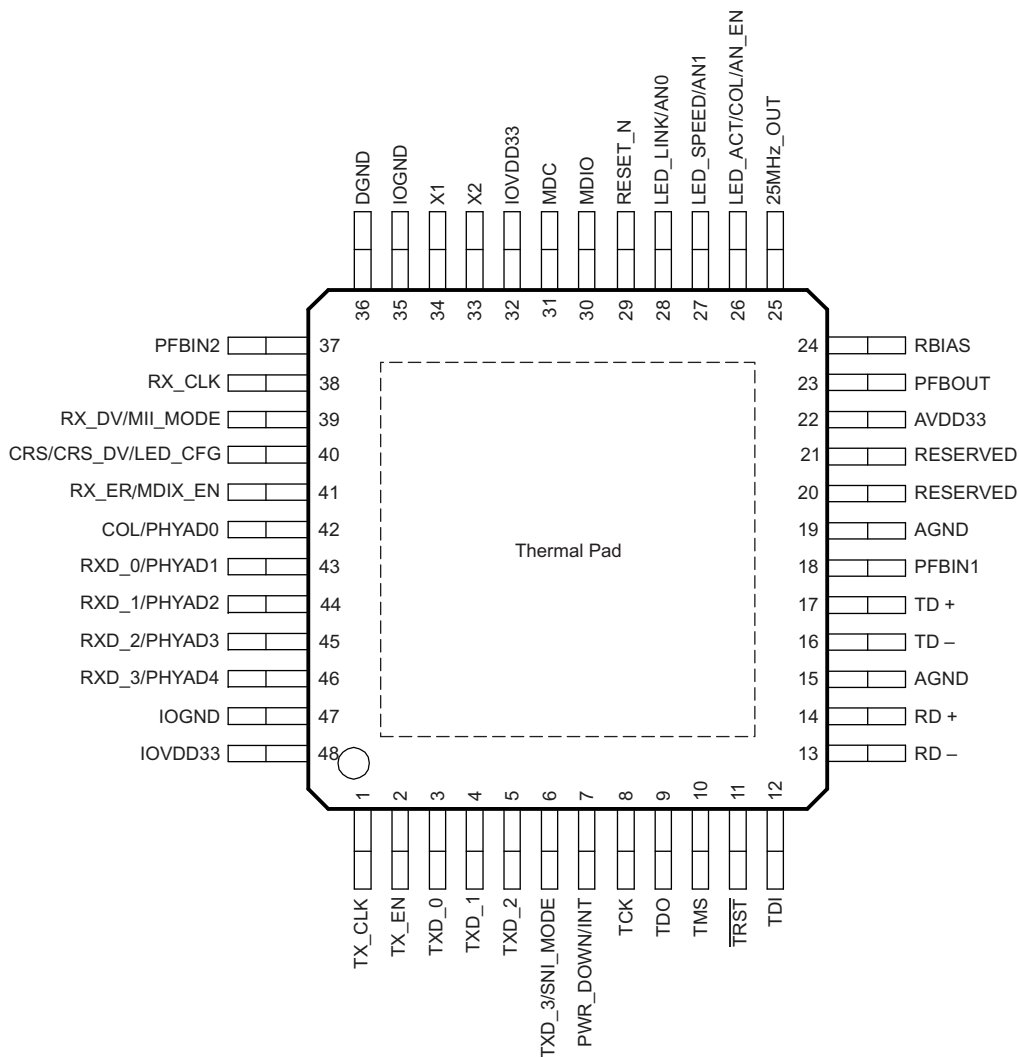 DGND
IOGND
X1
X2
IOVDD33
MDC
MDIO
RESET_N
LED_LINK/AN0
LED_SPEED/AN1
LED_ACT/COL/AN_EN
25MHz_OUT
36
35
34
33
32
31
30
29
28
27
26
25
PFBIN2 37
RX_CLK 38
RX_DV/MII_MODE 39
CRS/CRS_DV/LED_CFG 40
RX_ER/MDIX_EN 41
COL/PHYAD0 42
RXD_0/PHYAD1 43
RXD_1/PHYAD2 44
RXD_2/PHYAD3 45
RXD_3/PHYAD4 46
IOGND 47
IOVDD33 48
Thermal Pad
24 RBIAS
23 PFBOUT
22 AVDD33
21 RESERVED
20 RESERVED
19 AGND
18 PFBIN1
17 TD +
16 TD –
15 AGND
14 RD +
13 RD –
1
2
3
4
5
6
7
8
9
10
11
12
TX_CLK
TX_EN
TXD_0
TXD_1
TXD_2
TXD_3/SNI_MODE
PWR_DOWN/INT
TCK
TDO
TMS
TRST
TDI